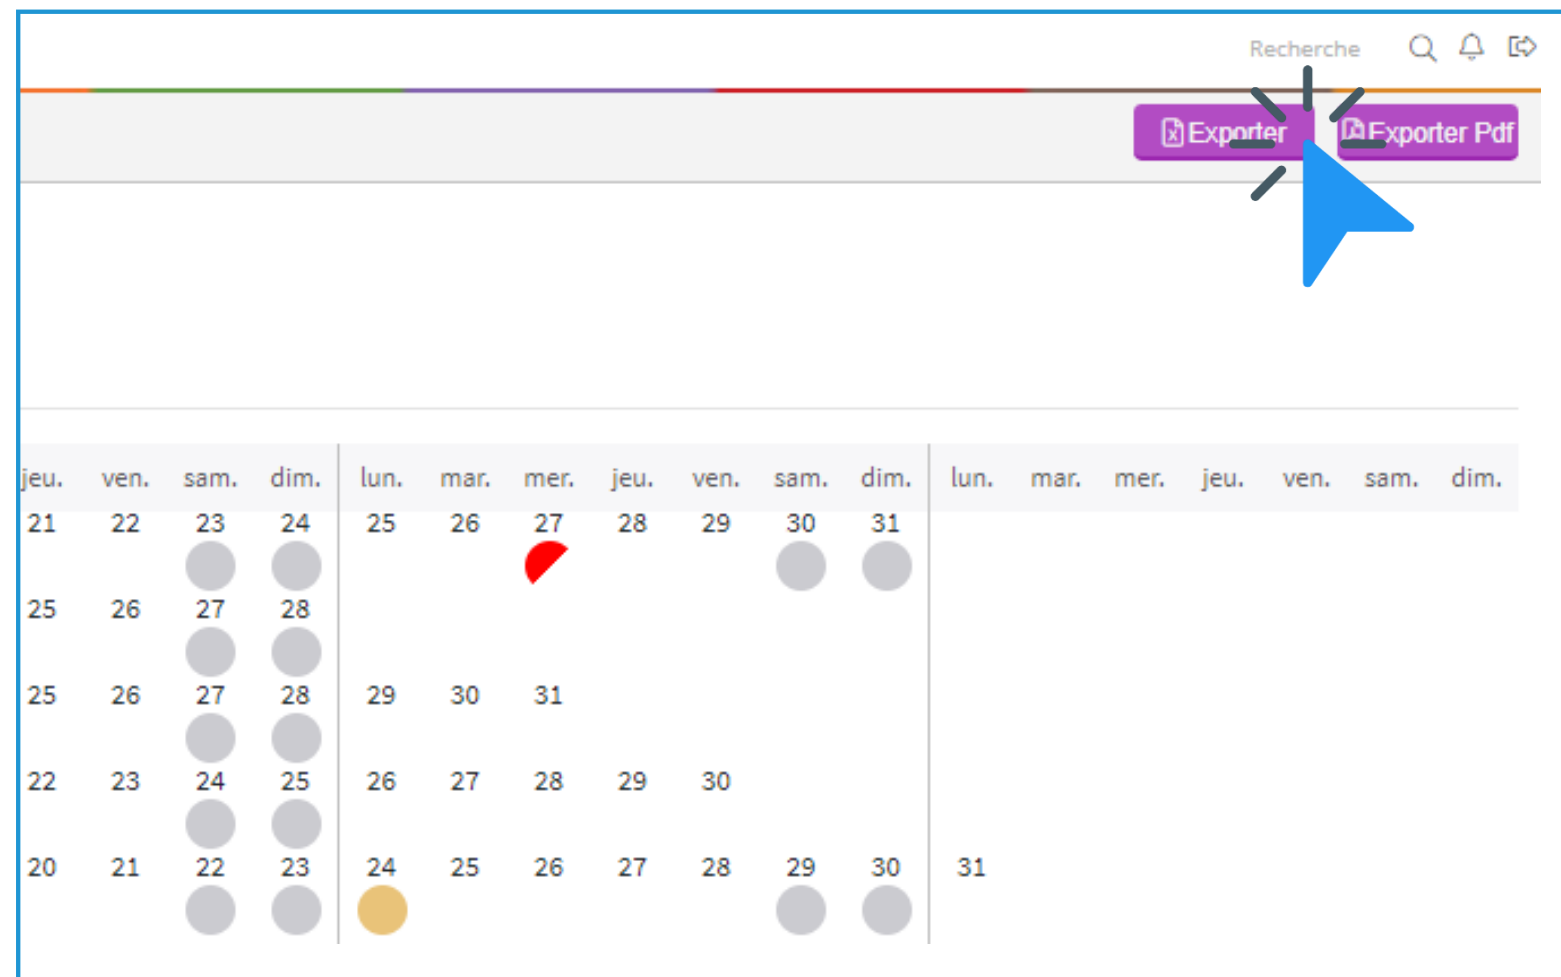 Recherche
Exporter Exporter Pdf
jeu. ven. sam. dim. lun. mar. mer. jeu. ven. sam. dim. lun. mar. mer. jeu. ven. sam. dim.
21 22 23 24 25 26 27 28 29 30 31
25 26 27 28
25 26 27 28 29 30 31
22 23 24 25 26 27 28 29 30
20 21 22 23 24 25 26 27 28 29 30 31